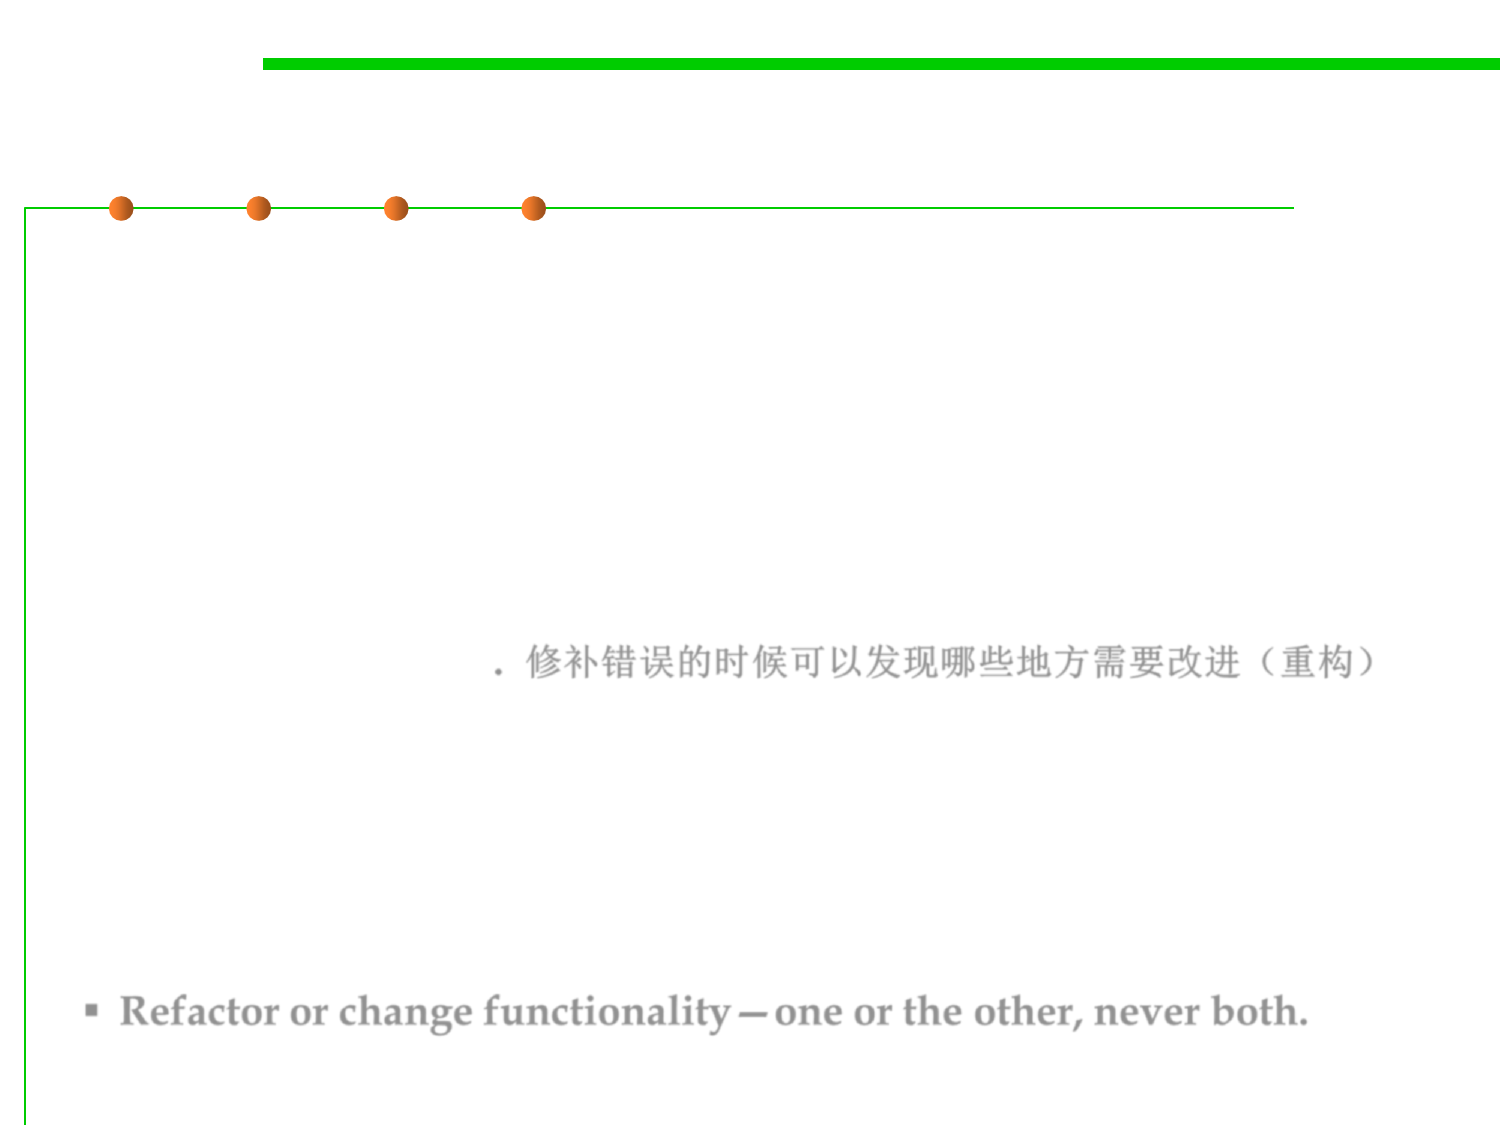 . 修补错误的时候可以发现哪些地方需要改进（重构）
▪ Refactor or change functionality—one or the other, never both.